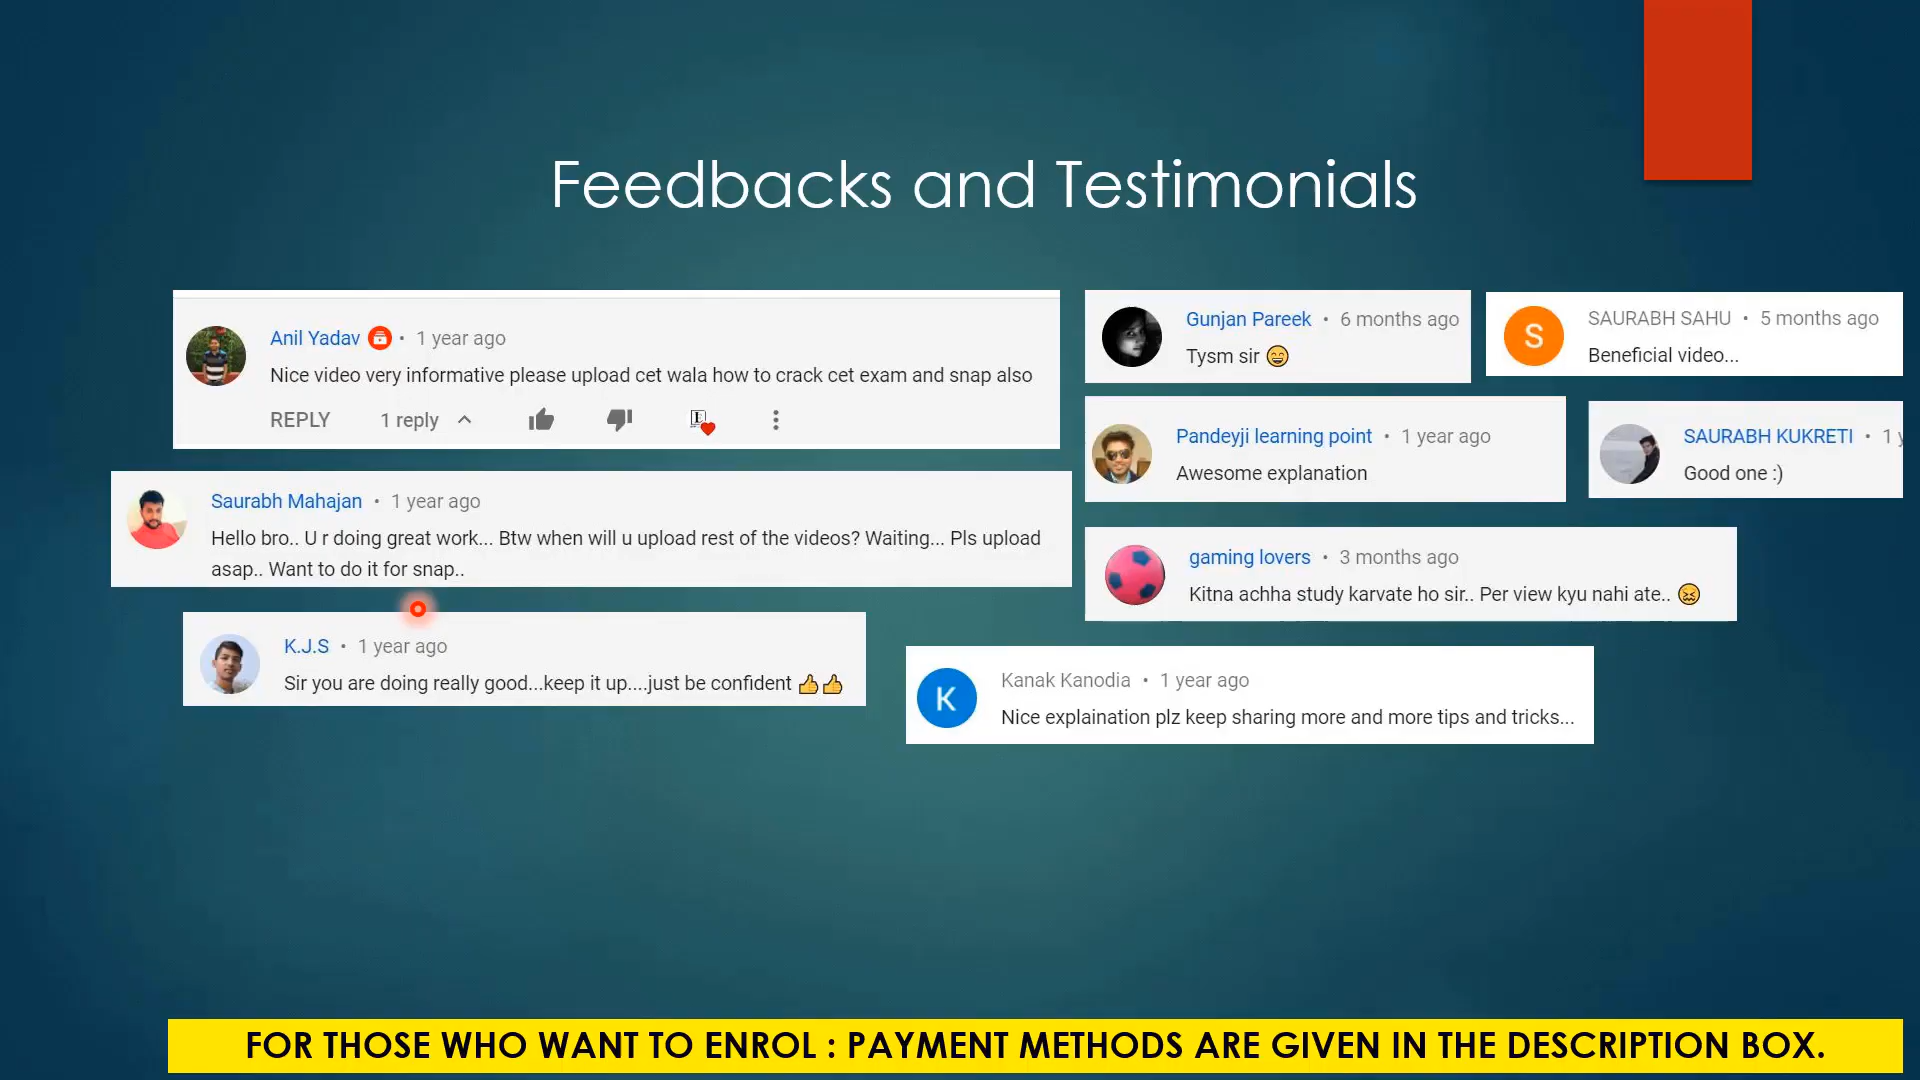 Feedbacks and Testimonials
Anil Yadav • 1 year ago
Nice video very informative please upload cet wala how to crack cet exam and snap also
REPLY 1 reply
Saurabh Mahajan • 1 year ago
Hello bro.. U r doing great work... Btw when will u upload rest of the videos? Waiting... Pls upload
asap.. Want to do it for snap..
K.J.S • 1 year ago
Sir you are doing really good...keep it up....just be confident 👍👍
Gunjan Pareek • 6 months ago
Tysm sir 😄
SAURABH SAHU • 5 months ago
S
Beneficial video...
Pandeyji learning point • 1 year ago
Awesome explanation
SAURABH KUKRETI • 1 y
Good one :)
gaming lovers • 3 months ago
Kitna achha study karvate ho sir.. Per view kyu nahi ate.. 😖
Kanak Kanodia • 1 year ago
K
Nice explaination plz keep sharing more and more tips and tricks...
FOR THOSE WHO WANT TO ENROL : PAYMENT METHODS ARE GIVEN IN THE DESCRIPTION BOX.